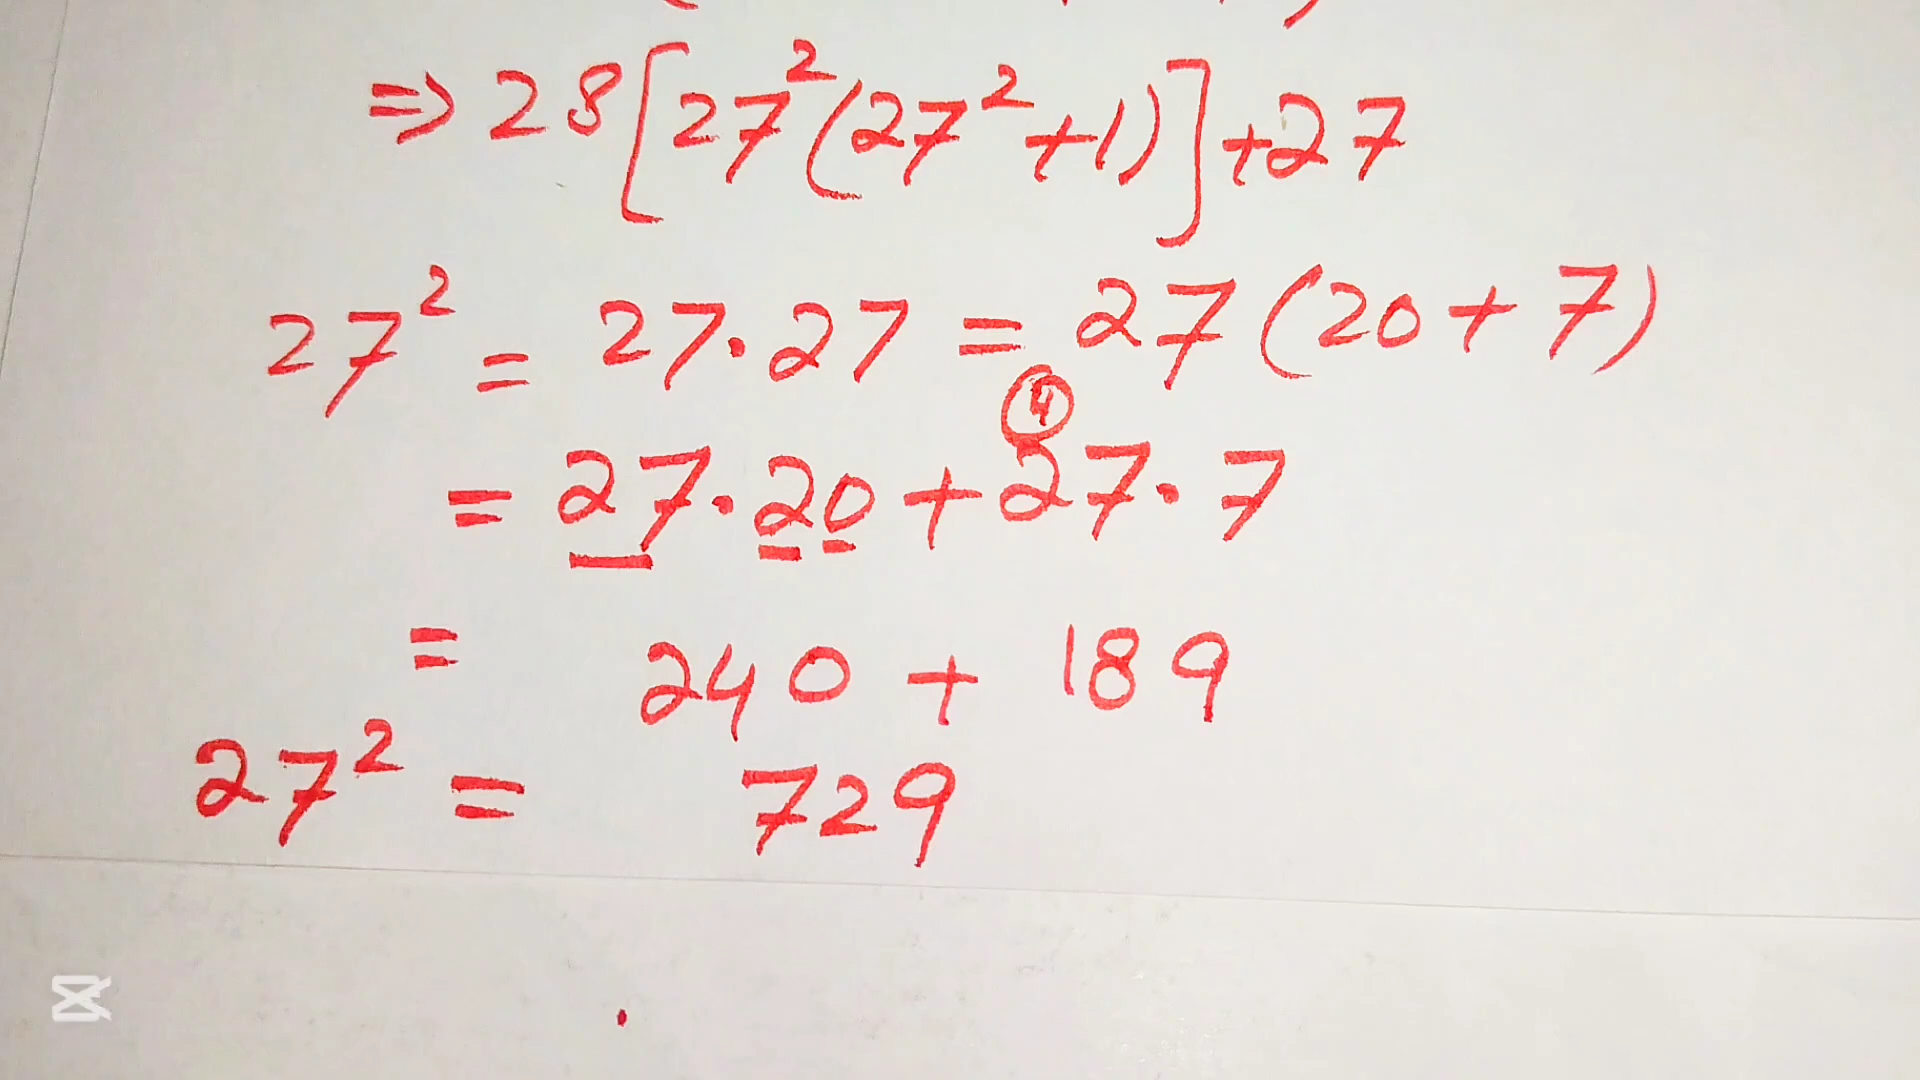 ⇒ 28[27²(27²+1)]+27
27² = 27·27 = 27(20+7)
④
= 27·20+27·7
= 240 + 189
27² = 729